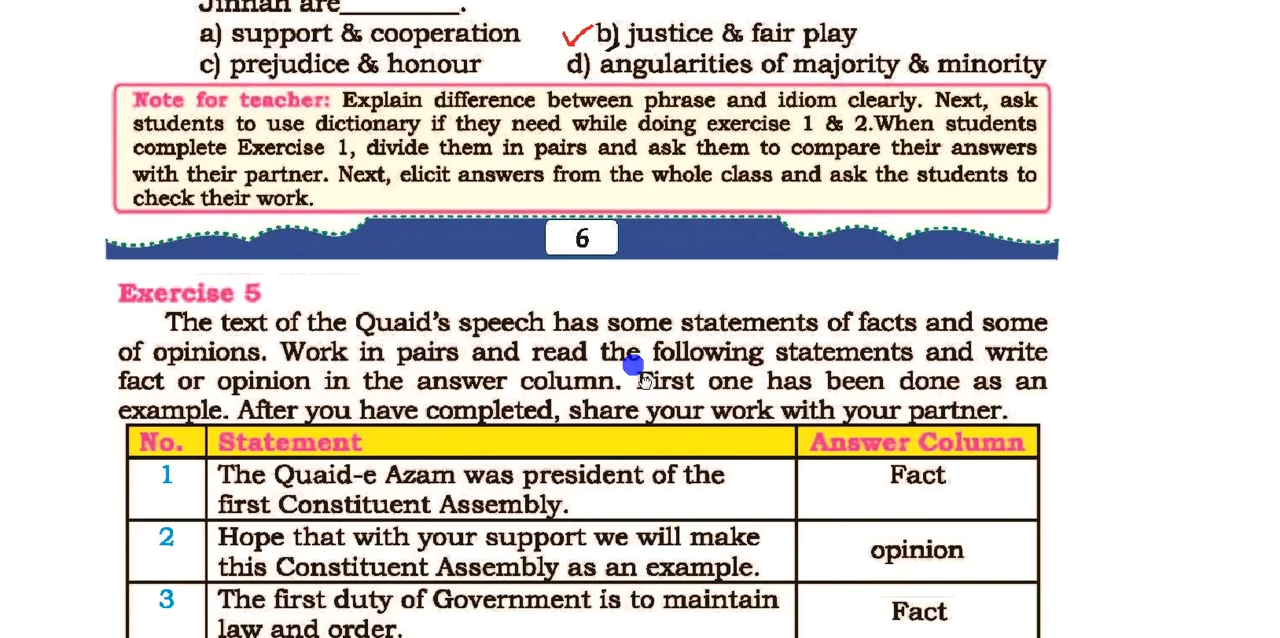 Jinnah are________.
a) support & cooperation b) justice & fair play
c) prejudice & honour d) angularities of majority & minority
Note for teacher: Explain difference between phrase and idiom clearly. Next, ask
students to use dictionary if they need while doing exercise 1 & 2.When students
complete Exercise 1, divide them in pairs and ask them to compare their answers
with their partner. Next, elicit answers from the whole class and ask the students to
check their work.
6
Exercise 5
The text of the Quaid's speech has some statements of facts and some
of opinions. Work in pairs and read the following statements and write
fact or opinion in the answer column. First one has been done as an
example. After you have completed, share your work with your partner.
No. Statement Answer Column
1 The Quaid-e Azam was president of the Fact
first Constituent Assembly.
2 Hope that with your support we will make opinion
this Constituent Assembly as an example.
3 The first duty of Government is to maintain Fact
law and order.